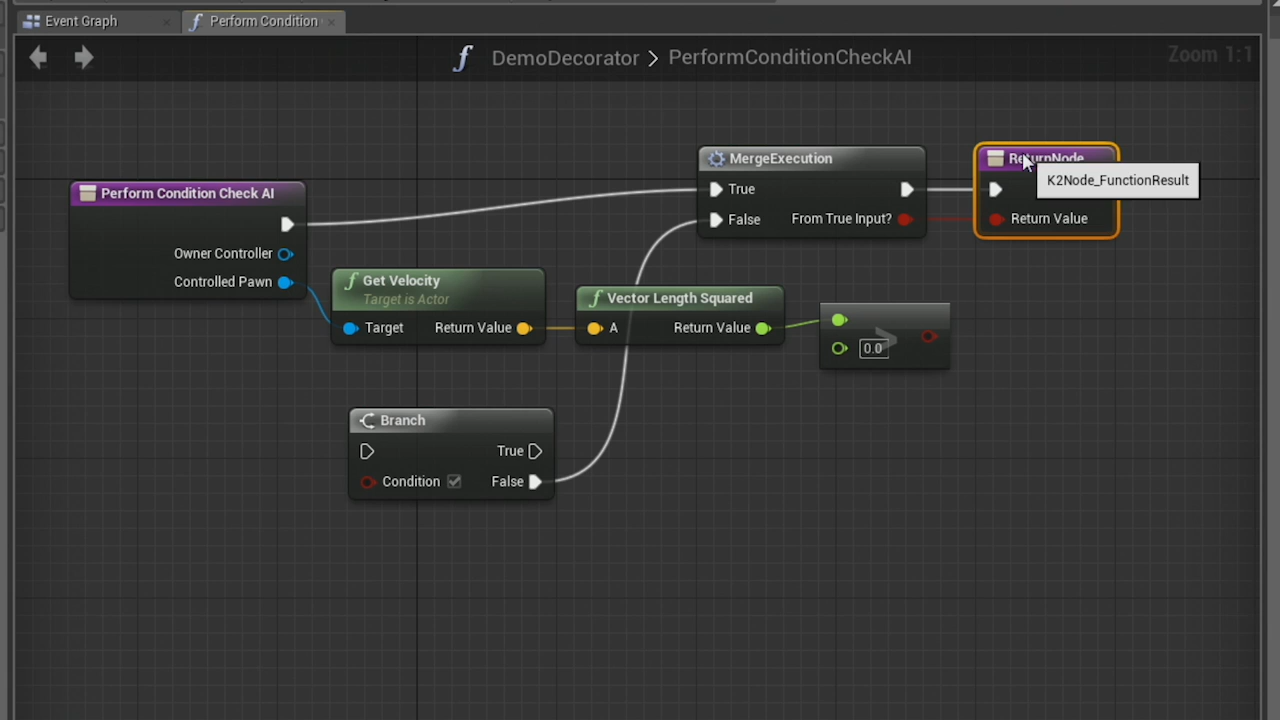 Event Graph
Perform Condition
DemoDecorator > PerformConditionCheckAI
Zoom 1:1
MergeExecution
True
False
From True Input?
ReturnNode
K2Node_FunctionResult
Return Value
Perform Condition Check AI
Owner Controller
Controlled Pawn
Get Velocity
Target is Actor
Target
Return Value
Vector Length Squared
A
Return Value
>
0.0
Branch
True
Condition
False